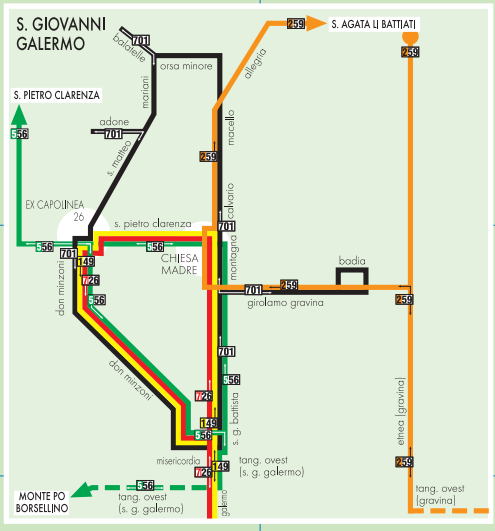 S. GIOVANNI
GALERMO
259
S. AGATA LI BATTIATI
701
baiatelle
259
orsa minore
allegria
mariani
S. PIETRO CLARENZA
macello
556
adone
701
s. matteo
259
calvario
EX CAPOLINEA
26
s. pietro clarenza
701
556
556
701
149
CHIESA
MADRE
montagna
badia
don minzoni
726
701
259
556
girolamo gravina
259
701
don minzoni
556
726
s. g. battista
etnea (gravina)
149
556
misericordia
149
tang. ovest
(s. g. galermo)
726
259
556
tang. ovest
(s. g. galermo)
galermo
tang. ovest
(gravina)
MONTE PO
BORSELLINO